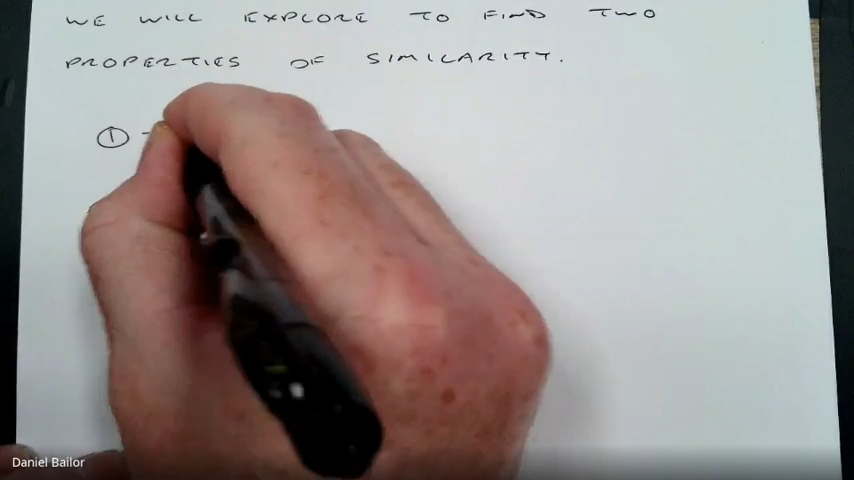 WE WILL EXPLORE TO FIND TWO
PROPERTIES OF SIMILARITY.
①
Daniel Bailor